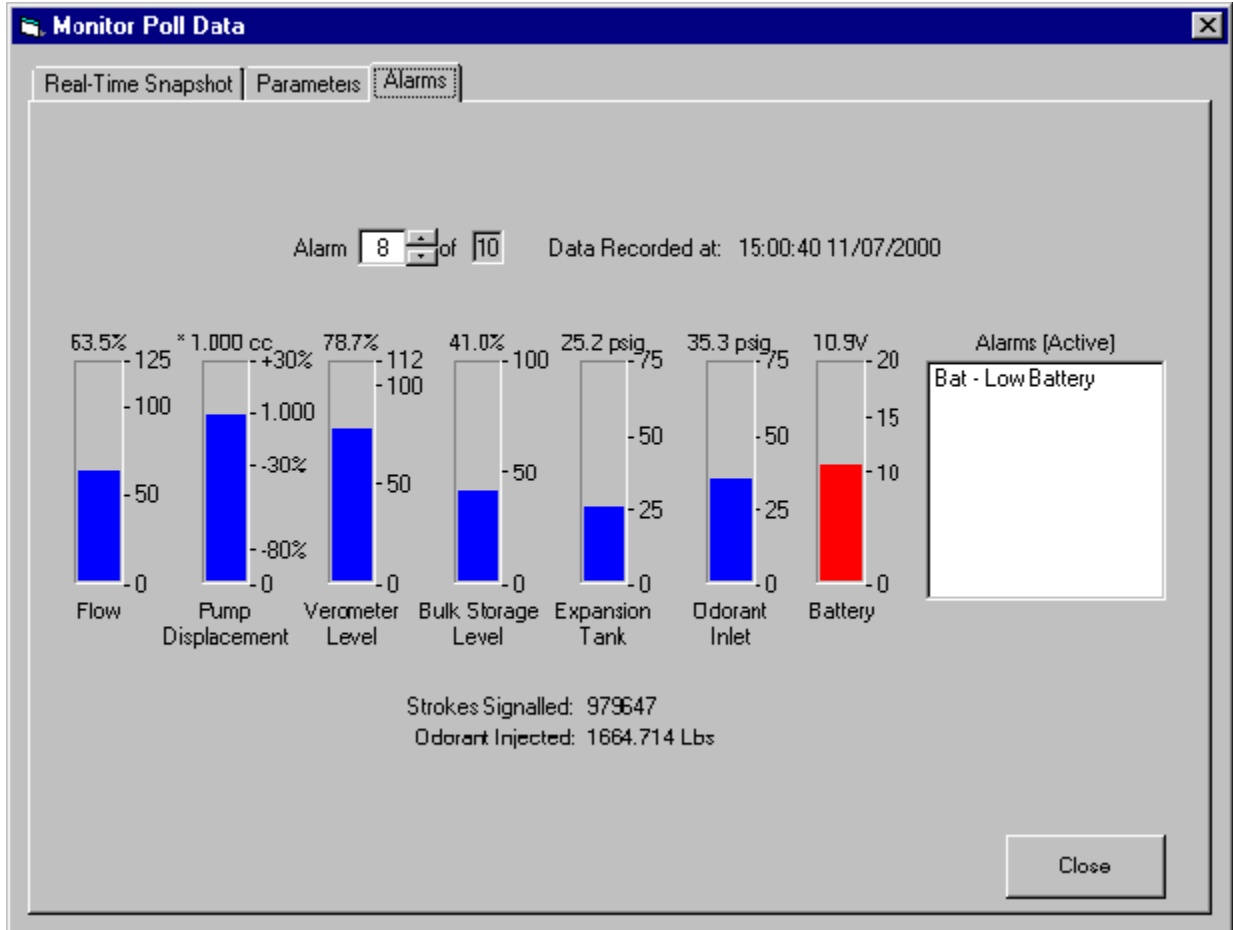 Monitor Poll Data
Real-Time Snapshot Parameters Alarms
Alarm 8 of 10 Data Recorded at: 15:00:40 11/07/2000
63.5% * 1.000 cc 78.7% 41.0% 25.2 psig 35.3 psig 10.9V Alarms (Active)
125 +30% 112 100 75 75 20 Bat - Low Battery
100 1.000 100 50 50 15
-30% 50 50 10
50 25 25
-80%
0 0 0 0 0 0 0
Flow Pump Verometer Bulk Storage Expansion Odorant Battery
Displacement Level Level Tank Inlet
Strokes Signalled: 979647
Odorant Injected: 1664.714 Lbs
Close